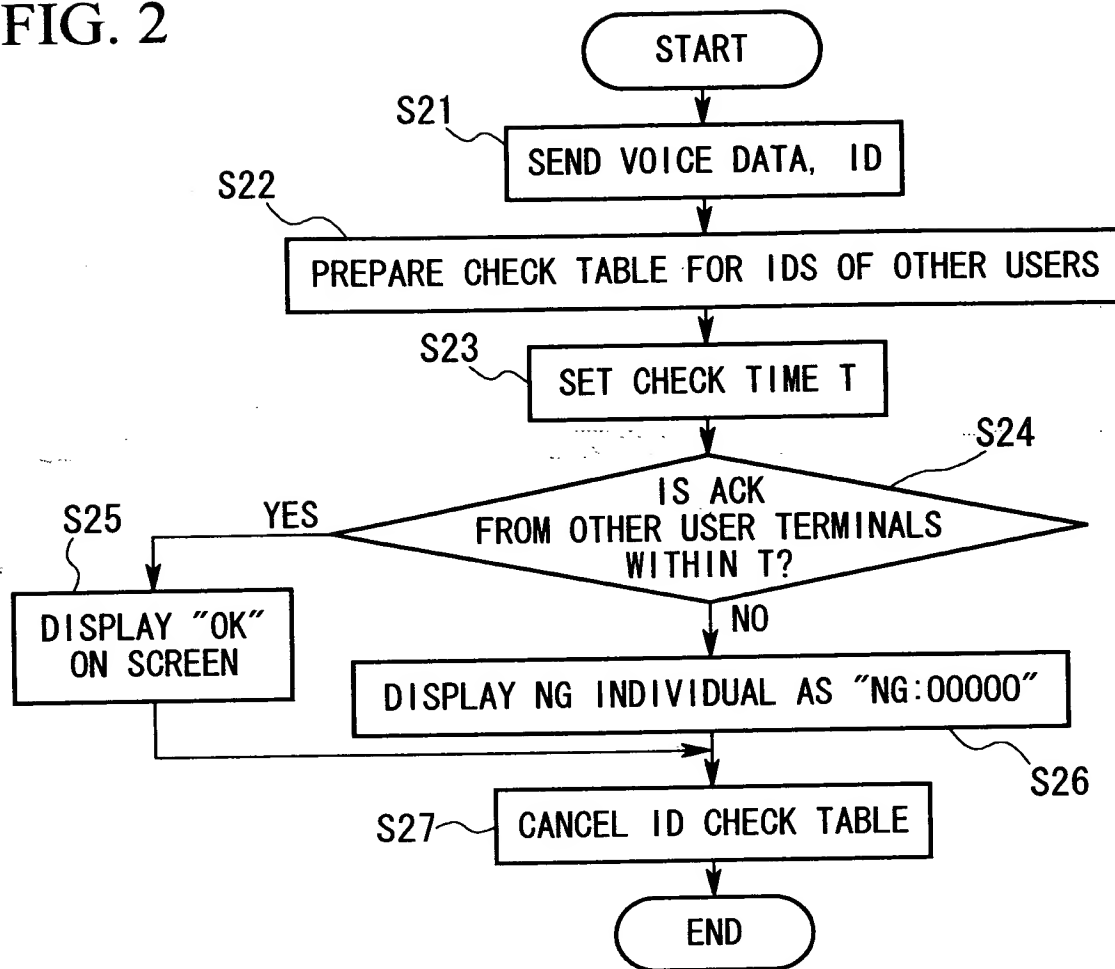 FIG. 2
START
S21
SEND VOICE DATA, ID
S22
PREPARE CHECK TABLE FOR IDS OF OTHER USERS
S23
SET CHECK TIME T
S24
IS ACK
FROM OTHER USER TERMINALS
WITHIN T?
YES
S25
DISPLAY "OK"
ON SCREEN
NO
DISPLAY NG INDIVIDUAL AS "NG:00000"
S26
S27
CANCEL ID CHECK TABLE
END